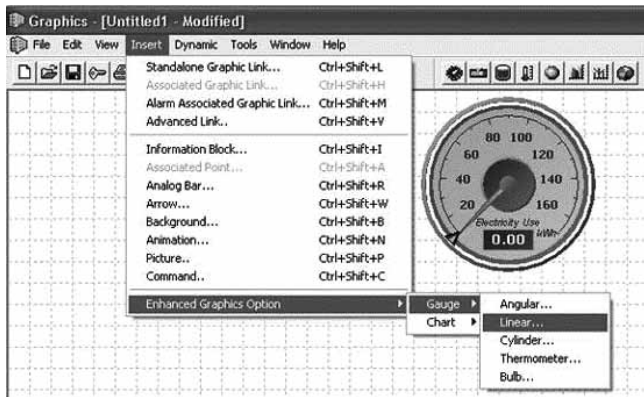 Graphics - [Untitled1 - Modified]
File Edit View Insert Dynamic Tools Window Help
Standalone Graphic Link... Ctrl+Shift+L
Associated Graphic Link... Ctrl+Shift+H
Alarm Associated Graphic Link... Ctrl+Shift+M
Advanced Link.. Ctrl+Shift+V
Information Block... Ctrl+Shift+I
Associated Point... Ctrl+Shift+A
Analog Bar... Ctrl+Shift+R
Arrow... Ctrl+Shift+W
Background... Ctrl+Shift+B
Animation... Ctrl+Shift+N
Picture.. Ctrl+Shift+P
Command.. Ctrl+Shift+C
Enhanced Graphics Option
Gauge
Chart
Angular...
Linear...
Cylinder...
Thermometer...
Bulb...
80 100
60 120
40 140
20 160
Electricity Use
0.00 kWh